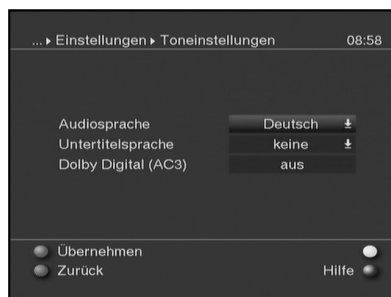 ... ▸ Einstellungen ▸ Toneinstellungen 08:58
Audiosprache Deutsch
Untertitelsprache keine
Dolby Digital (AC3) aus
Übernehmen
Zurück Hilfe